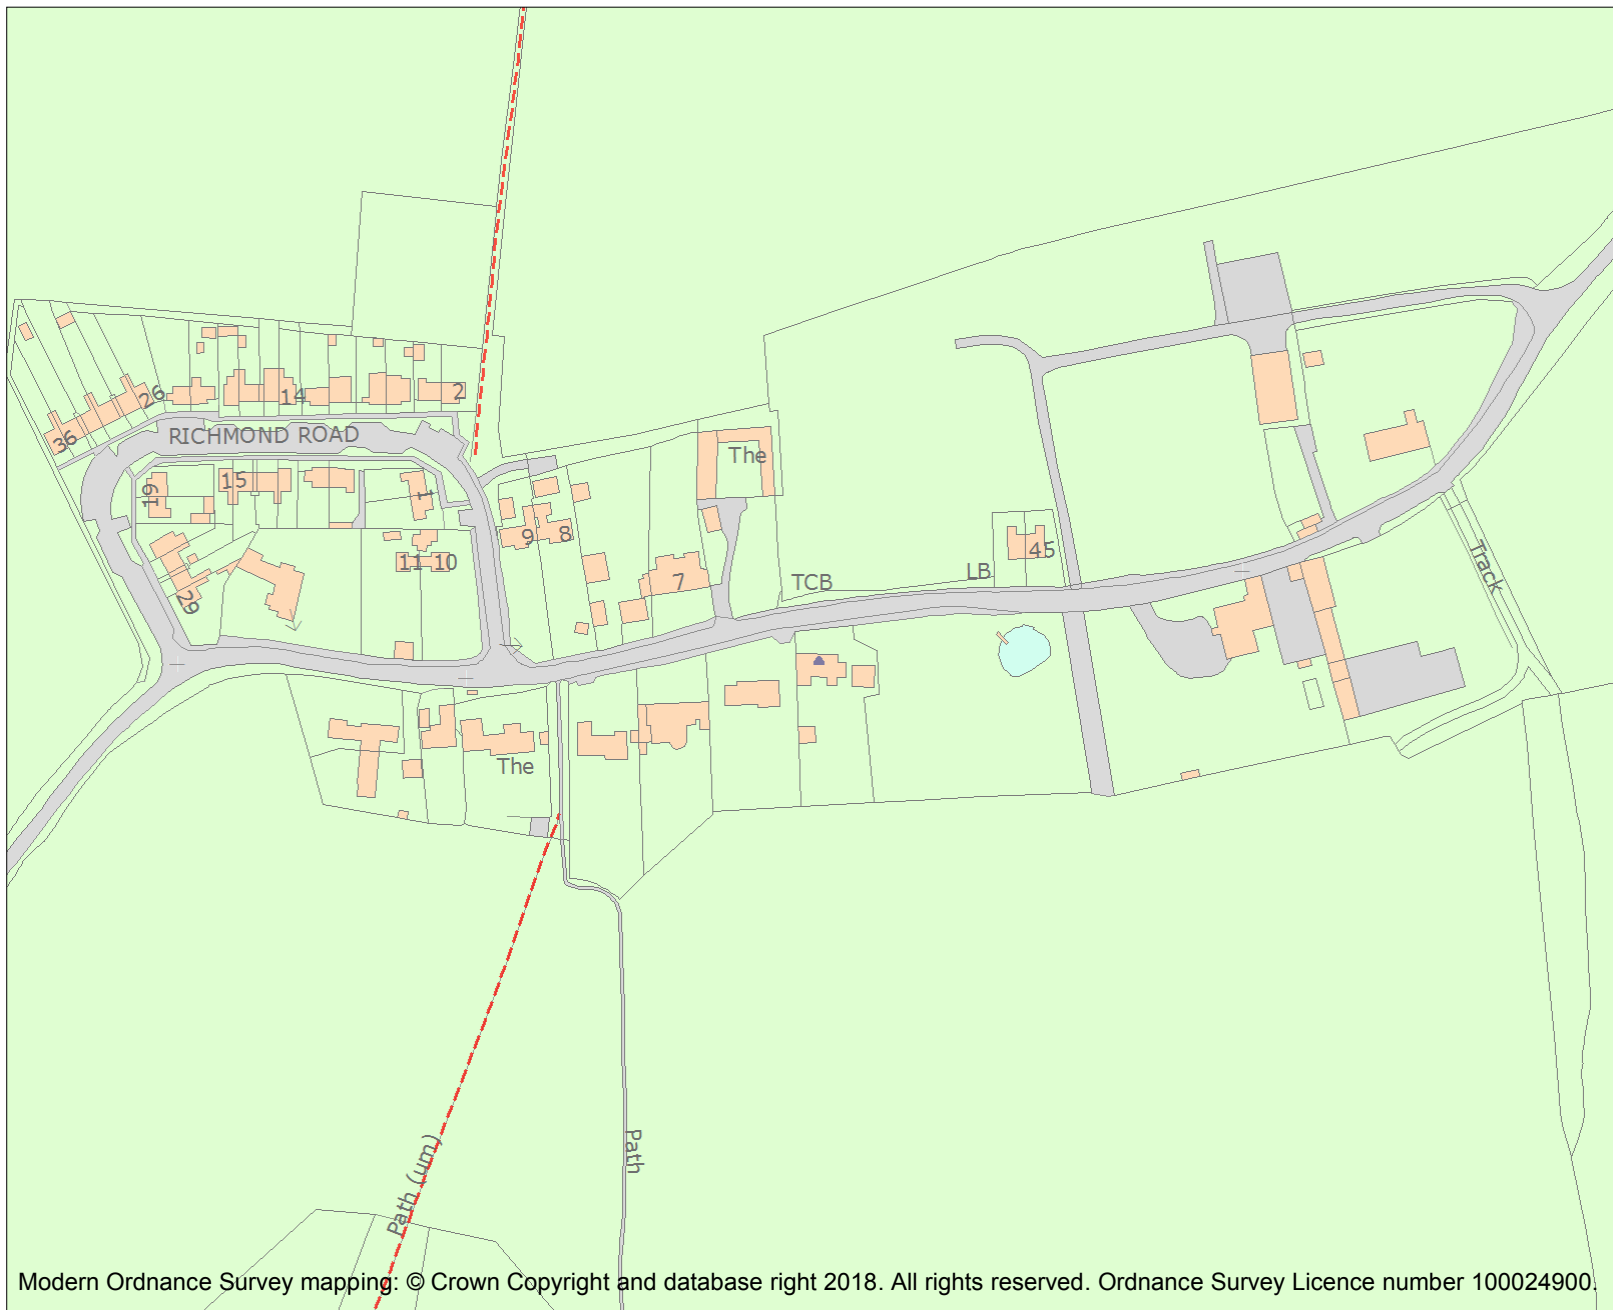 26
14
2
36
RICHMOND ROAD
The
15
19
1
9
8
11
10
45
LB
TCB
7
29
Track
The
Path (um)
Path
Modern Ordnance Survey mapping: © Crown Copyright and database right 2018. All rights reserved. Ordnance Survey Licence number 100024900.